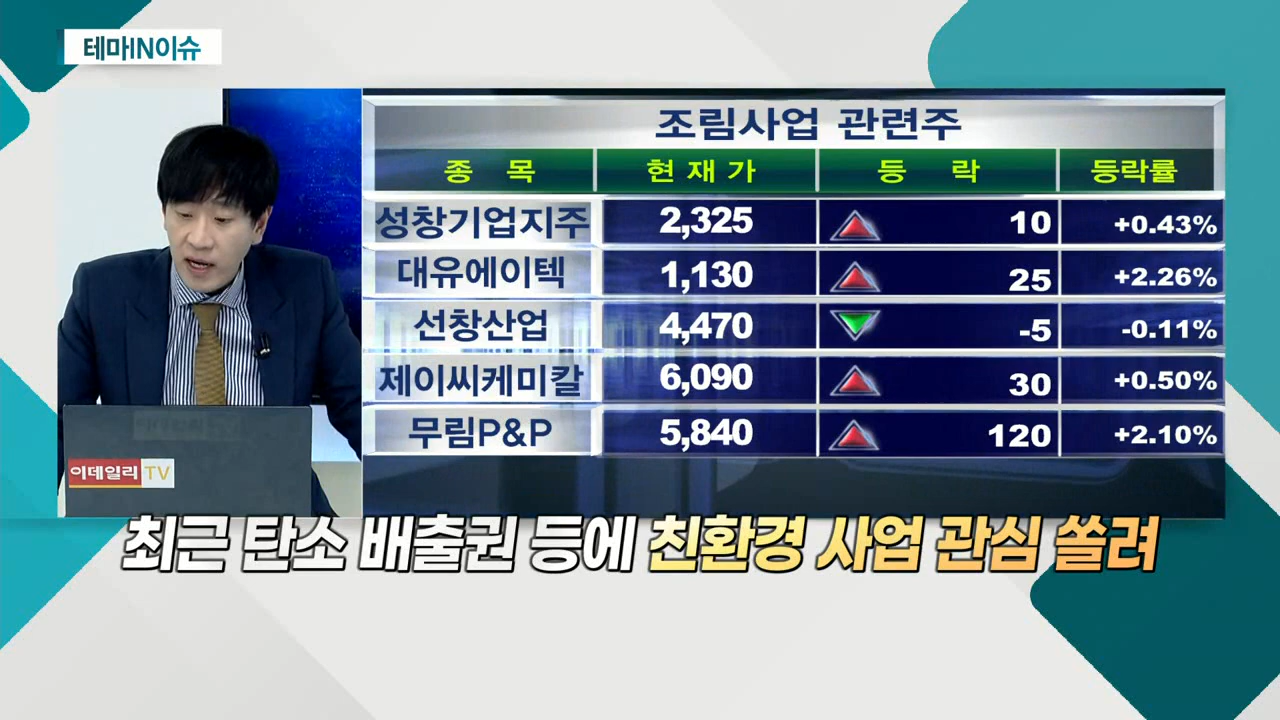 테마IN이슈
조림사업 관련주
종 목 현 재 가 등 락 등락률
성창기업지주 2,325 ▲ 10 +0.43%
대유에이텍 1,130 ▲ 25 +2.26%
선창산업 4,470 ▼ -5 -0.11%
제이씨케미칼 6,090 ▲ 30 +0.50%
무림P&P 5,840 ▲ 120 +2.10%
이데일리TV
최근 탄소 배출권 등에 친환경 사업 관심 쏠려